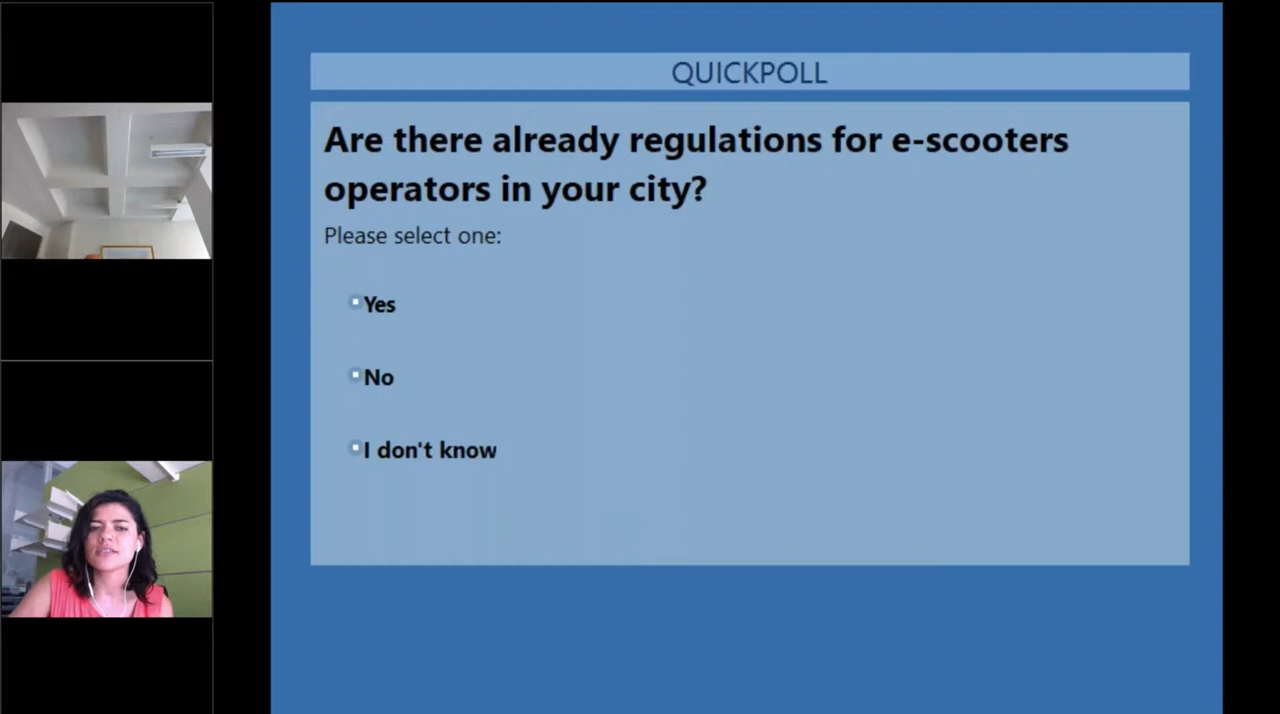 QUICKPOLL
Are there already regulations for e-scooters
operators in your city?
Please select one:
Yes
No
I don't know